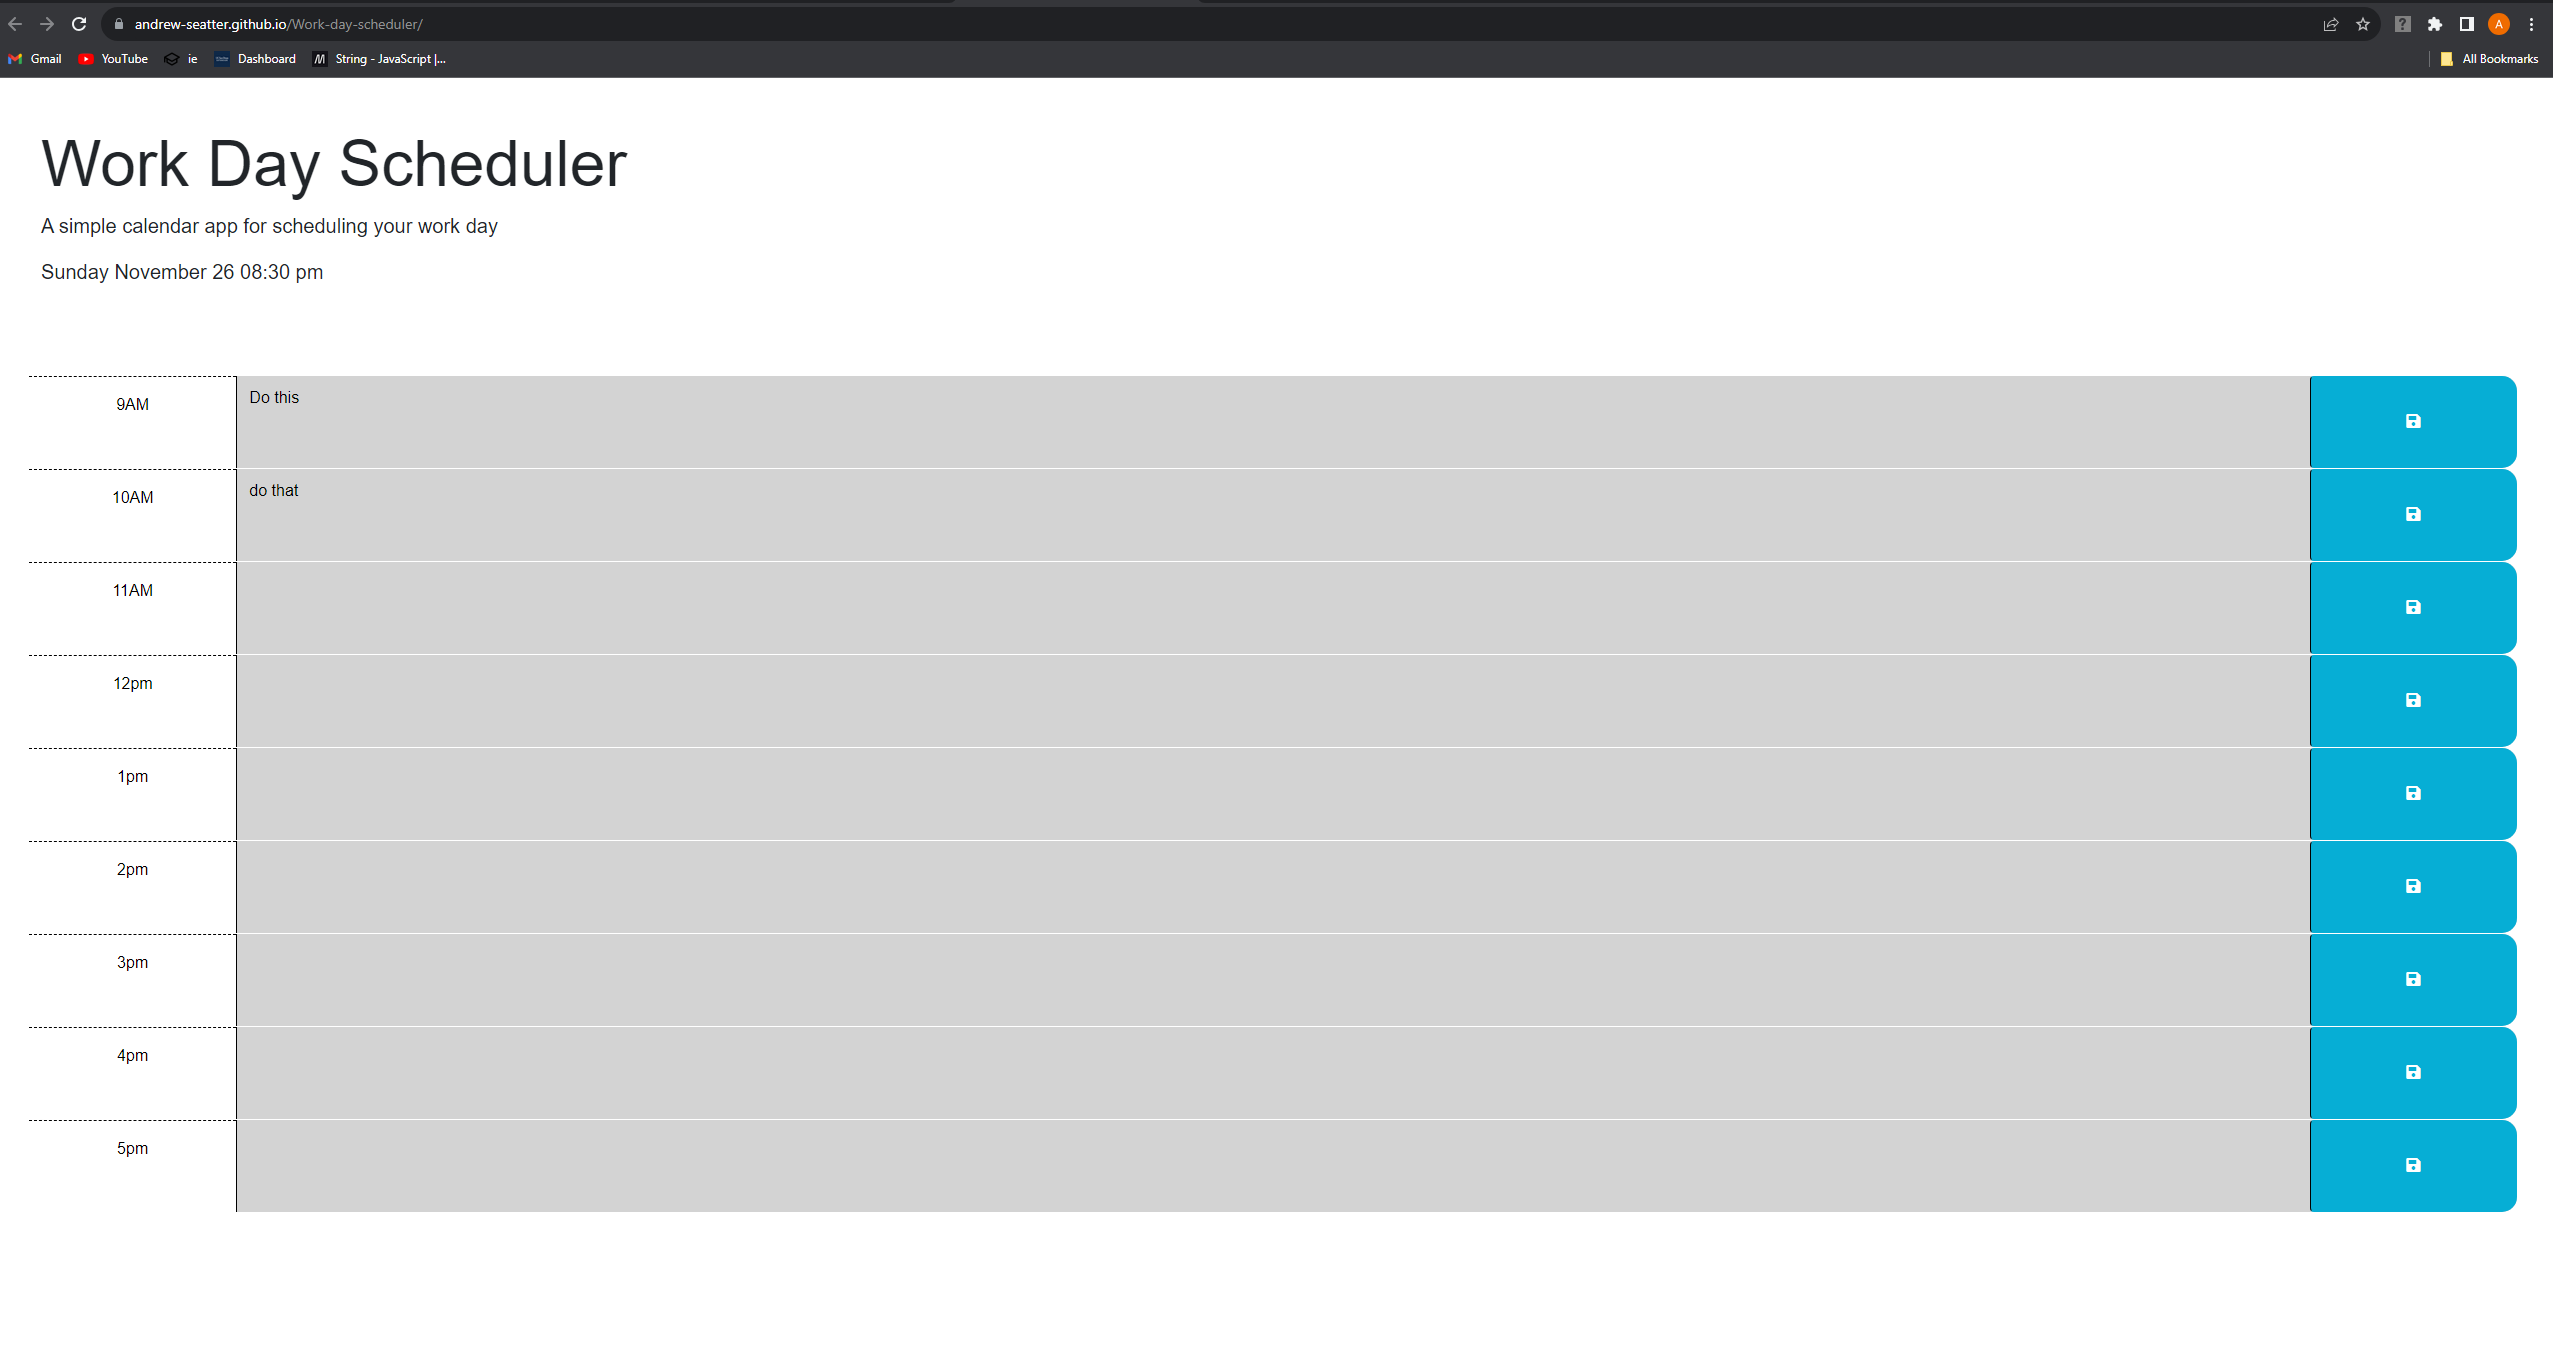 andrew-seatter.github.io/Work-day-scheduler/
A
Gmail YouTube ie Dashboard String - JavaScript |... All Bookmarks
Work Day Scheduler
A simple calendar app for scheduling your work day
Sunday November 26 08:30 pm
9AM Do this
10AM do that
11AM
12pm
1pm
2pm
3pm
4pm
5pm